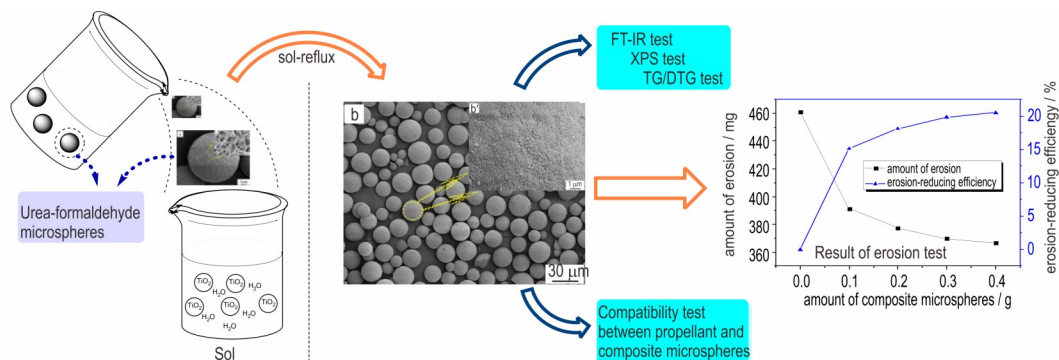 sol-reflux
Urea-formaldehyde
microspheres
TiO2
H2O
TiO2
H2O
TiO2
H2O
TiO2
H2O
TiO2
H2O
H2O
Sol
FT-IR test
XPS test
TG/DTG test
b
b'
1 μm
30 μm
Compatibility test
between propellant and
composite microspheres
amount of erosion / mg
460
440
420
400
380
360
amount of erosion
erosion-reducing efficiency
Result of erosion test
0.0 0.1 0.2 0.3 0.4
amount of composite microspheres / g
20
15
10
5
0
erosion-reducing efficiency / %